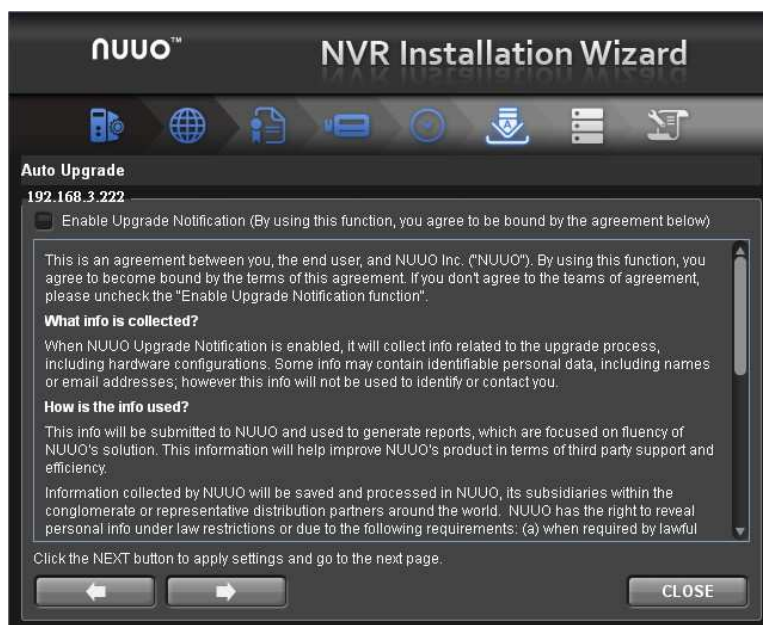 nuuo™
NVR Installation Wizard
Auto Upgrade
192.168.3.222
Enable Upgrade Notification (By using this function, you agree to be bound by the agreement below)
This is an agreement between you, the end user, and NUUO Inc. ("NUUO"). By using this function, you
agree to become bound by the terms of this agreement. If you don't agree to the teams of agreement,
please uncheck the "Enable Upgrade Notification function".
What info is collected?
When NUUO Upgrade Notification is enabled, it will collect info related to the upgrade process,
including hardware configurations. Some info may contain identifiable personal data, including names
or email addresses; however this info will not be used to identify or contact you.
How is the info used?
This info will be submitted to NUUO and used to generate reports, which are focused on fluency of
NUUO's solution. This information will help improve NUUO's product in terms of third party support and
efficiency.
Information collected by NUUO will be saved and processed in NUUO, its subsidiaries within the
conglomerate or representative distribution partners around the world. NUUO has the right to reveal
personal info under law restrictions or due to the following requirements: (a) when required by lawful
Click the NEXT button to apply settings and go to the next page.
CLOSE